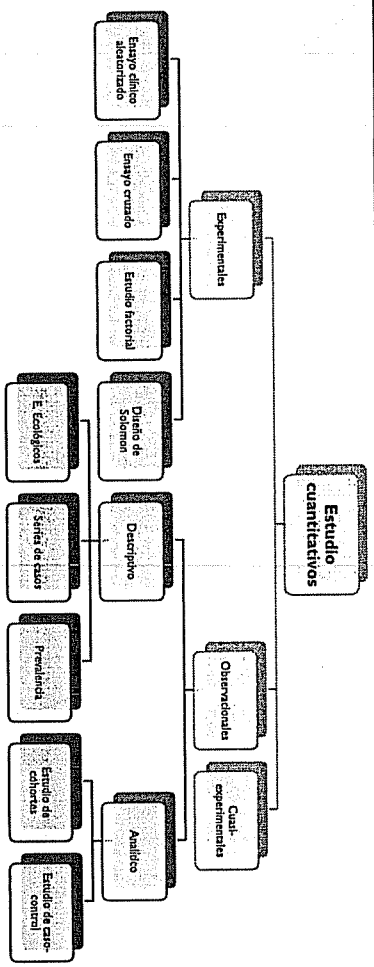 Estudio
cuantitativos
Experimentales
Observacionales
Cuasi-
experimentales
Ensayo clínico
aleatorizado
Ensayo cruzado
Estudio factorial
Diseño de
Solomon
Descriptivo
Analítico
E. Ecológicos
Series de casos
Prevalencia
Estudio de
cohortes
Estudio de caso-
control